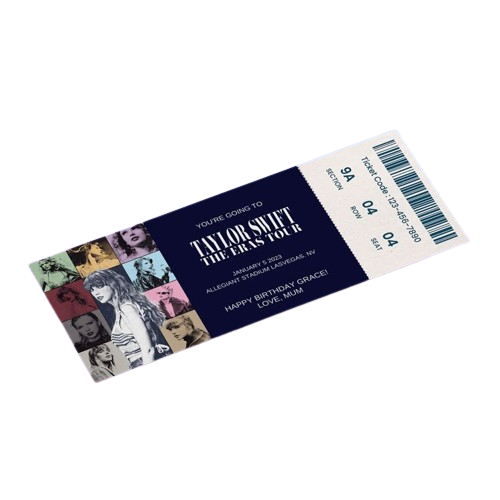 YOU'RE GOING TO
TAYLOR SWIFT
THE ERAS TOUR
JANUARY 5 2023
ALLEGIANT STADIUM LASVEGAS, NV
HAPPY BIRTHDAY GRACE!
LOVE, MUM
SECTION
9A
ROW
04
SEAT
04
Ticket Code : 123-456-7890